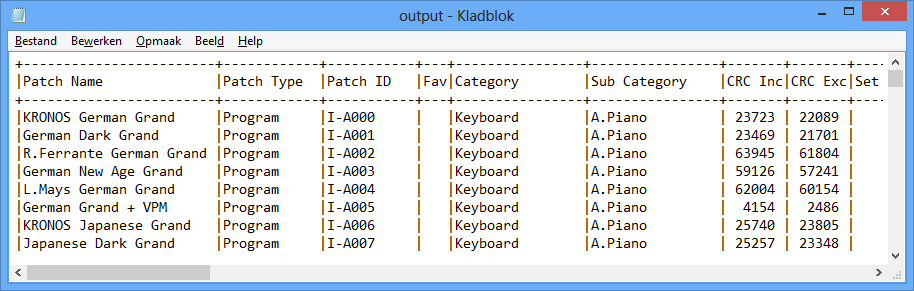 output - Kladblok
Bestand Bewerken Opmaak Beeld Help
+------------------------+------------+-----------+---+----------------+----------------+-------+-------+----
|Patch Name              |Patch Type  |Patch ID   |Fav|Category        |Sub Category    |CRC Inc|CRC Exc|Set
+------------------------+------------+-----------+---+----------------+----------------+-------+-------+----
|KRONOS German Grand     |Program     |I-A000     |   |Keyboard        |A.Piano         |  23723|  22089|
|German Dark Grand       |Program     |I-A001     |   |Keyboard        |A.Piano         |  23469|  21701|
|R.Ferrante German Grand |Program     |I-A002     |   |Keyboard        |A.Piano         |  63945|  61804|
|German New Age Grand    |Program     |I-A003     |   |Keyboard        |A.Piano         |  59126|  57241|
|L.Mays German Grand     |Program     |I-A004     |   |Keyboard        |A.Piano         |  62004|  60154|
|German Grand + VPM      |Program     |I-A005     |   |Keyboard        |A.Piano         |   4154|   2486|
|KRONOS Japanese Grand   |Program     |I-A006     |   |Keyboard        |A.Piano         |  25740|  23805|
|Japanese Dark Grand     |Program     |I-A007     |   |Keyboard        |A.Piano         |  25257|  23348|